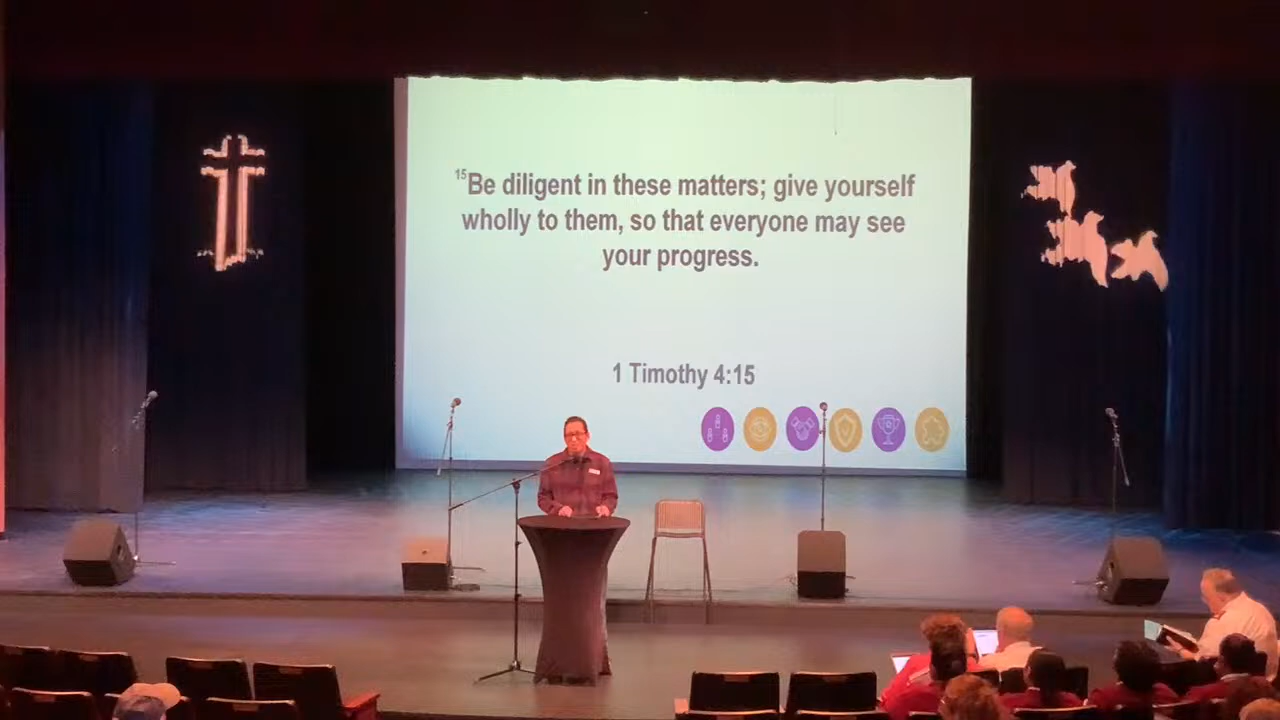 ¹⁵Be diligent in these matters; give yourself
wholly to them, so that everyone may see
your progress.
1 Timothy 4:15